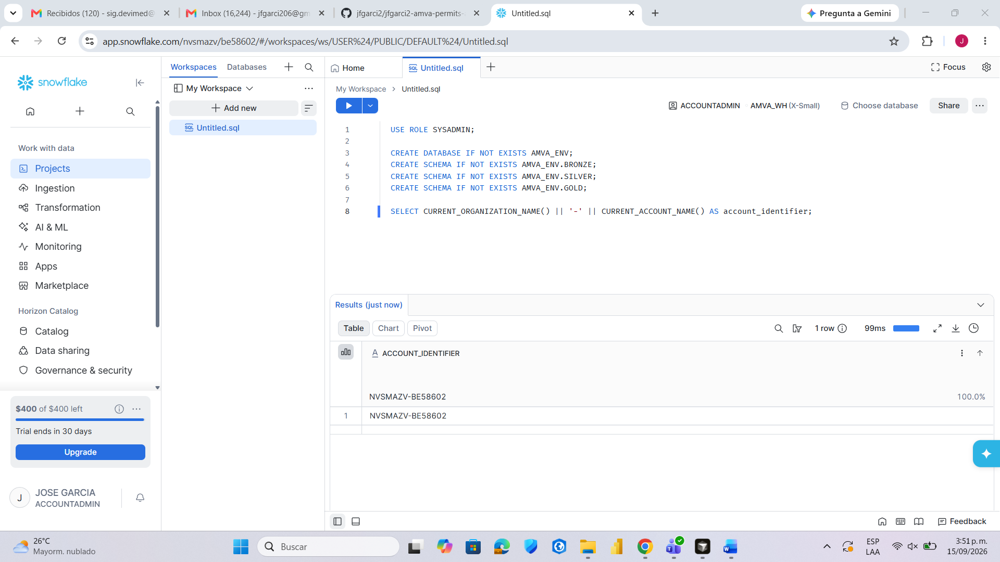 Recibidos (120) - sig.devimed@
Inbox (16,244) - jfgarci206@gm
jfgarci2/jfgarci2-amva-permits-
Untitled.sql
Pregunta a Gemini
app.snowflake.com/nvsmazv/be58602/#/workspaces/ws/USER%24/PUBLIC/DEFAULT%24/Untitled.sql
J
snowflake
Work with data
Projects
Ingestion
Transformation
AI & ML
Monitoring
Apps
Marketplace
Horizon Catalog
Catalog
Data sharing
Governance & security
$400 of $400 left
Trial ends in 30 days
Upgrade
J
JOSE GARCIA
ACCOUNTADMIN
Workspaces
Databases
My Workspace
Add new
SQL Untitled.sql
Home
SQL Untitled.sql
Focus
My Workspace > Untitled.sql
ACCOUNTADMIN
AMVA_WH (X-Small)
Choose database
Share
1 USE ROLE SYSADMIN;
2
3 CREATE DATABASE IF NOT EXISTS AMVA_ENV;
4 CREATE SCHEMA IF NOT EXISTS AMVA_ENV.BRONZE;
5 CREATE SCHEMA IF NOT EXISTS AMVA_ENV.SILVER;
6 CREATE SCHEMA IF NOT EXISTS AMVA_ENV.GOLD;
7
8 SELECT CURRENT_ORGANIZATION_NAME() || '-' || CURRENT_ACCOUNT_NAME() AS account_identifier;
Results (just now)
Table
Chart
Pivot
1 row
99ms
A ACCOUNT_IDENTIFIER
NVSMAZV-BE58602 100.0%
1 NVSMAZV-BE58602
Feedback
26°C
Mayorm. nublado
Buscar
ESP
LAA
3:51 p. m.
15/09/2026